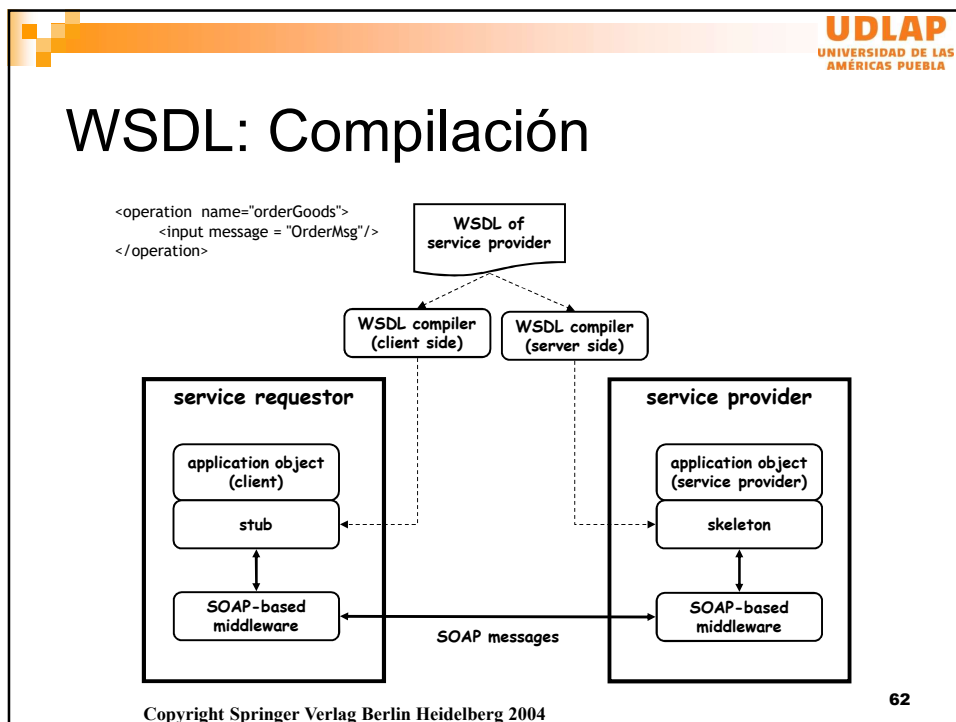 UDLAP
UNIVERSIDAD DE LAS
AMÉRICAS PUEBLA
WSDL: Compilación
<operation name="orderGoods">
<input message = "OrderMsg"/>
</operation>
WSDL of
service provider
WSDL compiler
(client side)
WSDL compiler
(server side)
service requestor
application object
(client)
stub
SOAP-based
middleware
SOAP messages
service provider
application object
(service provider)
skeleton
SOAP-based
middleware
Copyright Springer Verlag Berlin Heidelberg 2004
62